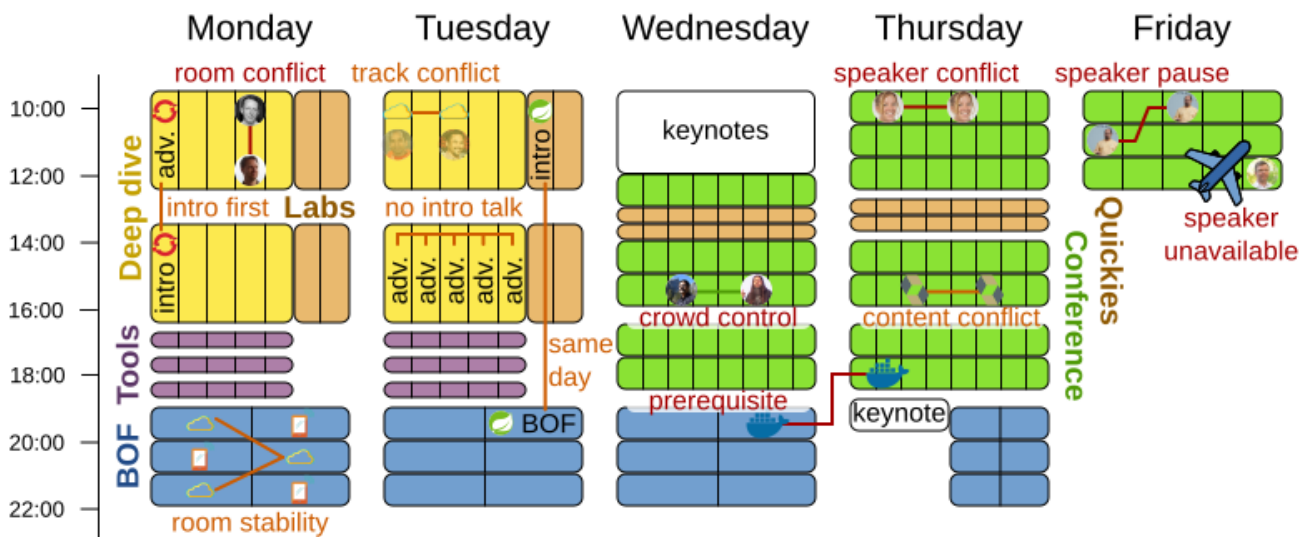 Monday
Tuesday
Wednesday
Thursday
Friday
room conflict
track conflict
speaker conflict
speaker pause
10:00
12:00
14:00
16:00
18:00
20:00
22:00
Deep dive
Tools
BOF
adv.
intro
intro first
Labs
room stability
intro
no intro talk
adv.
adv.
adv.
adv.
adv.
same
day
BOF
keynotes
crowd control
prerequisite
content conflict
keynote
Quickies
Conference
speaker
unavailable